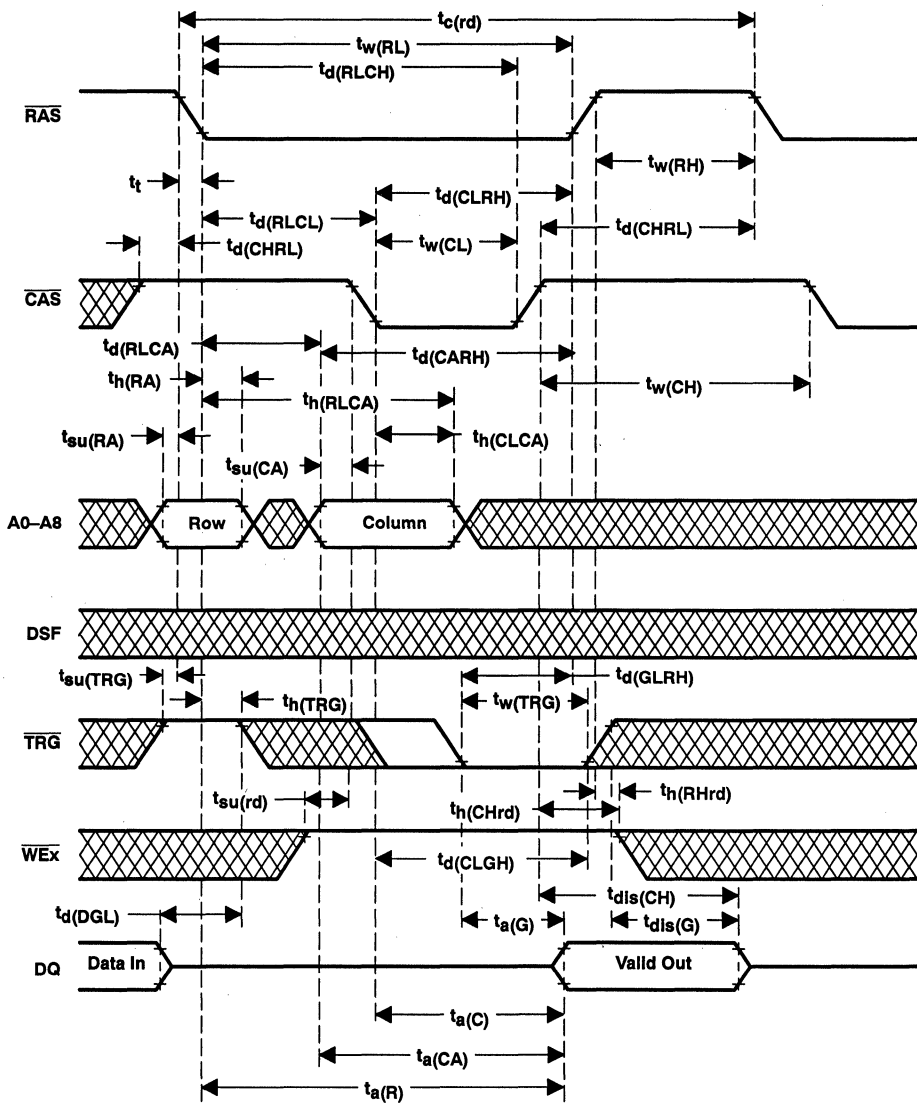 tc(rd)
tw(RL)
td(RLCH)
RAS
tw(RH)
tt
td(CLRH)
td(RLCL)
td(CHRL)
td(CHRL)
tw(CL)
CAS
td(RLCA)
td(CARH)
th(RA)
tw(CH)
th(RLCA)
tsu(RA)
th(CLCA)
tsu(CA)
A0–A8
Row
Column
DSF
tsu(TRG)
td(GLRH)
th(TRG)
tw(TRG)
TRG
tsu(rd)
th(RHrd)
th(CHrd)
WEx
td(CLGH)
tdis(CH)
td(DGL)
ta(G)
tdis(G)
DQ
Data In
Valid Out
ta(C)
ta(CA)
ta(R)